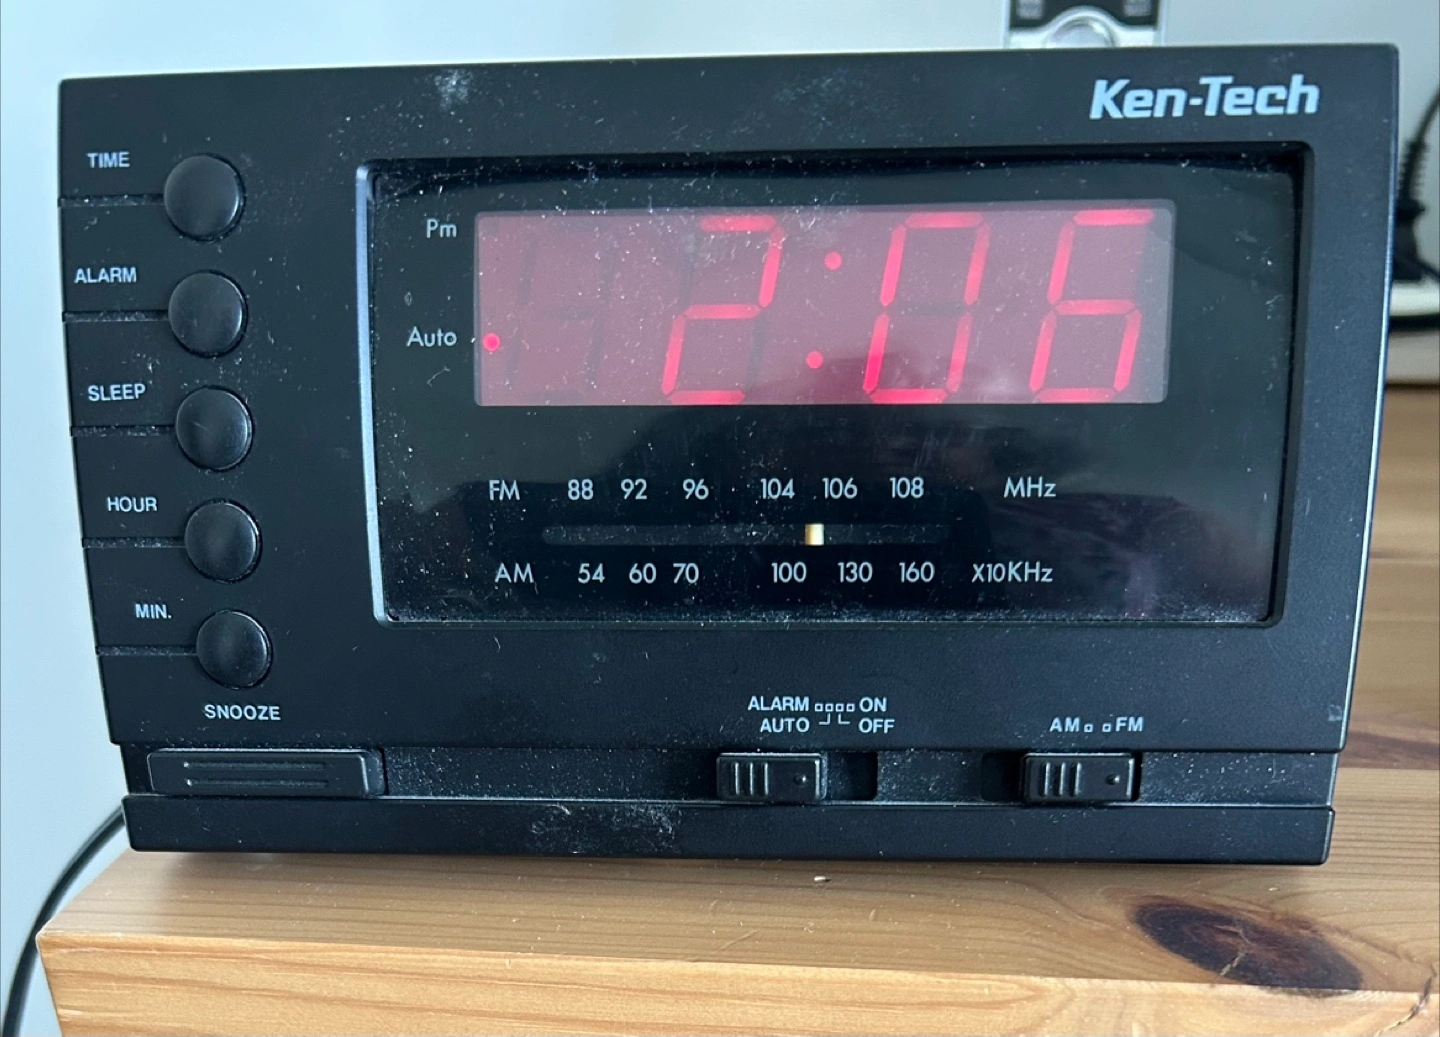 Ken-Tech
TIME
ALARM
SLEEP
HOUR
MIN.
SNOOZE
Pm
Auto
2:06
FM 88 92 96 104 106 108 MHz
AM 54 60 70 100 130 160 X10KHz
ALARM ON
AUTO OFF
AM FM